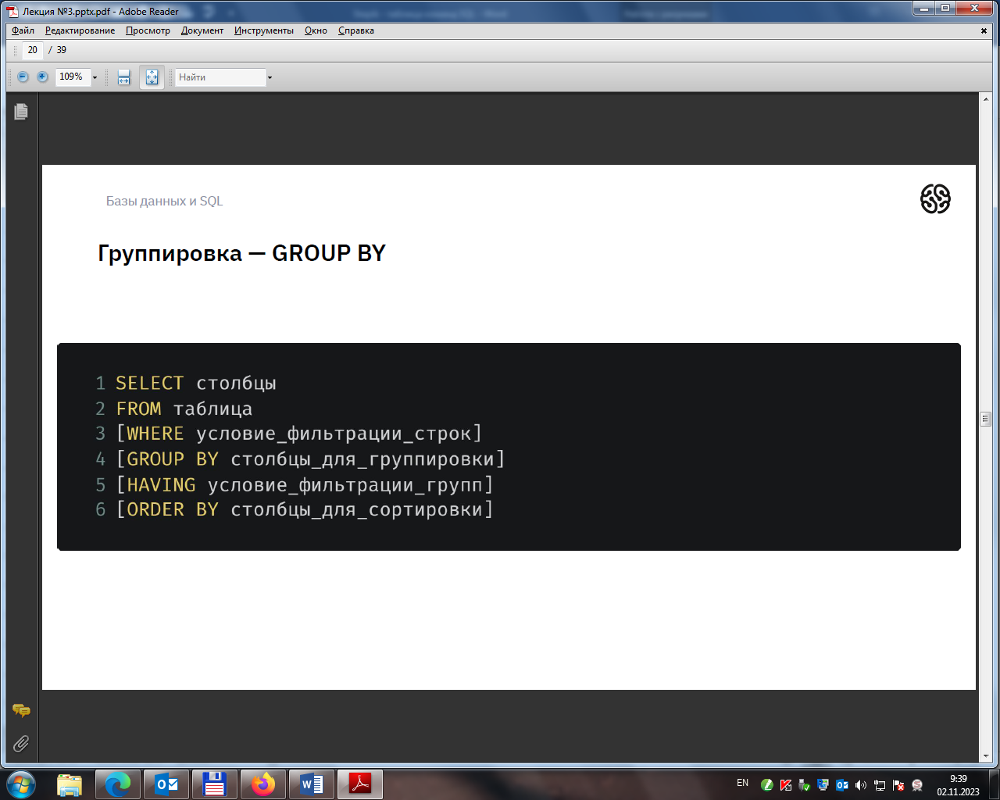 Лекция №3.pptx.pdf - Adobe Reader
Файл Редактирование Просмотр Документ Инструменты Окно Справка
20 / 39
109% Найти
Базы данных и SQL
Группировка — GROUP BY
1 SELECT столбцы
2 FROM таблица
3 [WHERE условие_фильтрации_строк]
4 [GROUP BY столбцы_для_группировки]
5 [HAVING условие_фильтрации_групп]
6 [ORDER BY столбцы_для_сортировки]
EN
9:39
02.11.2023